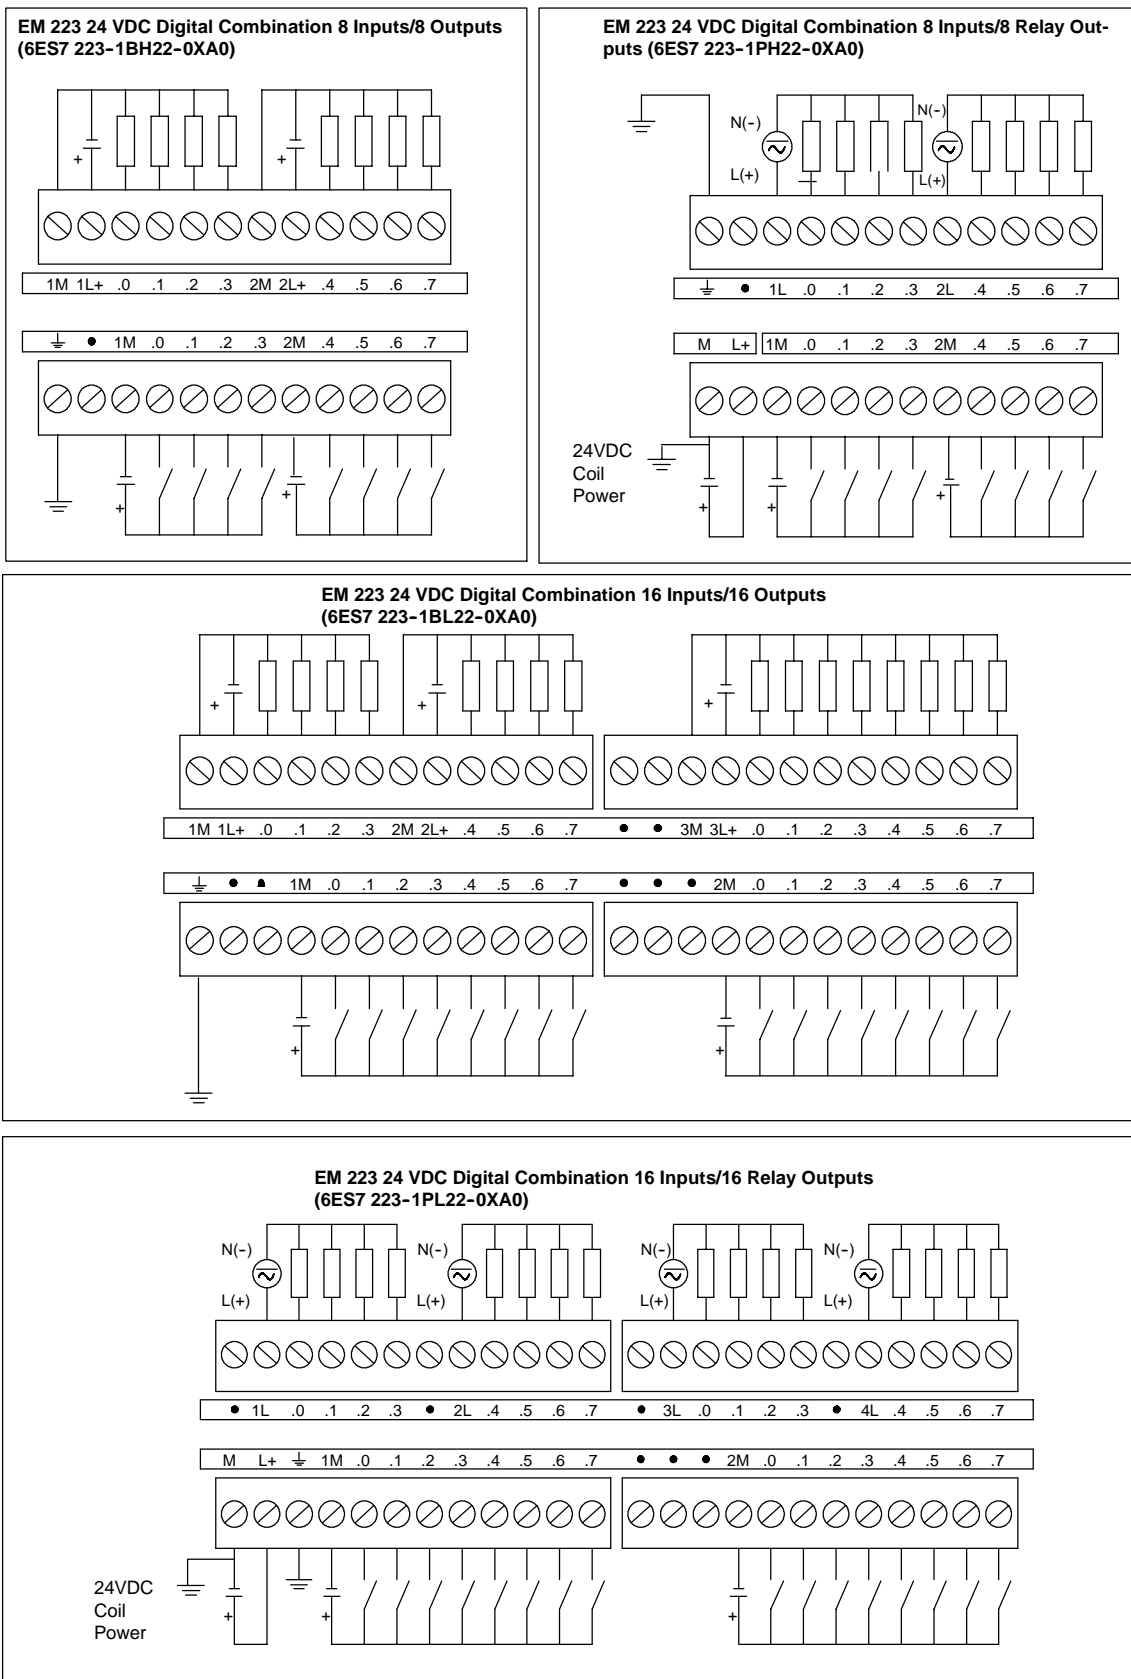 EM 223 24 VDC Digital Combination 8 Inputs/8 Outputs
(6ES7 223-1BH22-0XA0)
+ +
1M 1L+ .0 .1 .2 .3 2M 2L+ .4 .5 .6 .7
● 1M .0 .1 .2 .3 2M .4 .5 .6 .7
+ +
EM 223 24 VDC Digital Combination 8 Inputs/8 Relay Out-
puts (6ES7 223-1PH22-0XA0)
N(-) N(-)
L(+) L(+)
● 1L .0 .1 .2 .3 2L .4 .5 .6 .7
M L+ 1M .0 .1 .2 .3 2M .4 .5 .6 .7
24VDC
Coil
Power
+ + +
EM 223 24 VDC Digital Combination 16 Inputs/16 Outputs
(6ES7 223-1BL22-0XA0)
+ + +
1M 1L+ .0 .1 .2 .3 2M 2L+ .4 .5 .6 .7 ● ● 3M 3L+ .0 .1 .2 .3 .4 .5 .6 .7
● ● 1M .0 .1 .2 .3 .4 .5 .6 .7 ● ● ● 2M .0 .1 .2 .3 .4 .5 .6 .7
+ +
EM 223 24 VDC Digital Combination 16 Inputs/16 Relay Outputs
(6ES7 223-1PL22-0XA0)
N(-) N(-) N(-) N(-)
L(+) L(+) L(+) L(+)
● 1L .0 .1 .2 .3 ● 2L .4 .5 .6 .7 ● 3L .0 .1 .2 .3 ● 4L .4 .5 .6 .7
M L+ 1M .0 .1 .2 .3 .4 .5 .6 .7 ● ● ● 2M .0 .1 .2 .3 .4 .5 .6 .7
24VDC
Coil
Power
+ + +